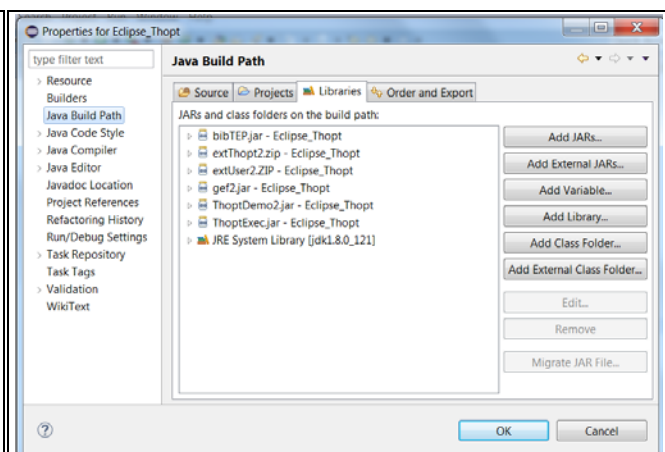 Properties for Eclipse_Thopt
type filter text
Resource
Builders
Java Build Path
Java Code Style
Java Compiler
Java Editor
Javadoc Location
Project References
Refactoring History
Run/Debug Settings
Task Repository
Task Tags
Validation
WikiText
Java Build Path
Source
Projects
Libraries
Order and Export
JARs and class folders on the build path:
bibTEP.jar - Eclipse_Thopt
extThopt2.zip - Eclipse_Thopt
extUser2.ZIP - Eclipse_Thopt
gef2.jar - Eclipse_Thopt
ThoptDemo2.jar - Eclipse_Thopt
ThoptExec.jar - Eclipse_Thopt
JRE System Library [jdk1.8.0_121]
Add JARs...
Add External JARs...
Add Variable...
Add Library...
Add Class Folder...
Add External Class Folder...
Edit...
Remove
Migrate JAR File...
OK
Cancel